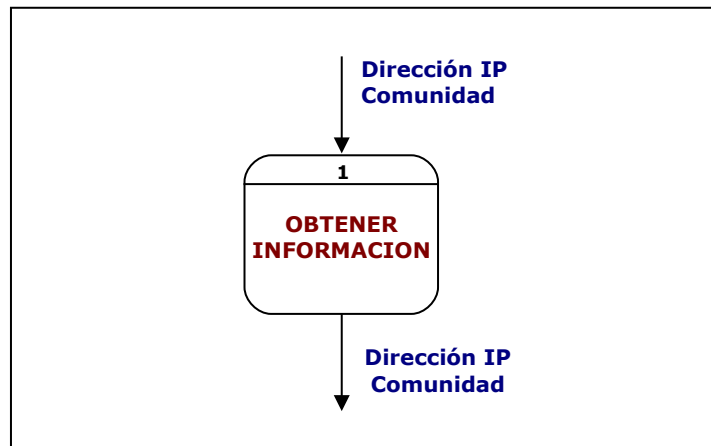 Dirección IP
Comunidad
1
OBTENER
INFORMACION
Dirección IP
Comunidad